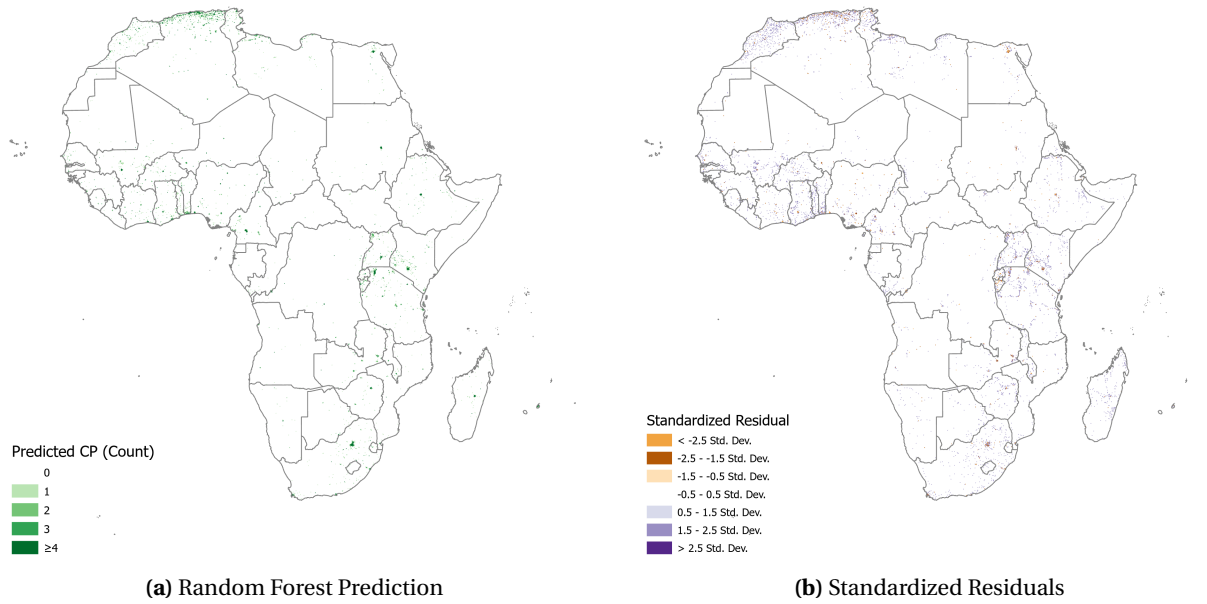 Predicted CP (Count)
0
1
2
3
≥4
Standardized Residual
< -2.5 Std. Dev.
-2.5 - -1.5 Std. Dev.
-1.5 - -0.5 Std. Dev.
-0.5 - 0.5 Std. Dev.
0.5 - 1.5 Std. Dev.
1.5 - 2.5 Std. Dev.
> 2.5 Std. Dev.
(a) Random Forest Prediction
(b) Standardized Residuals